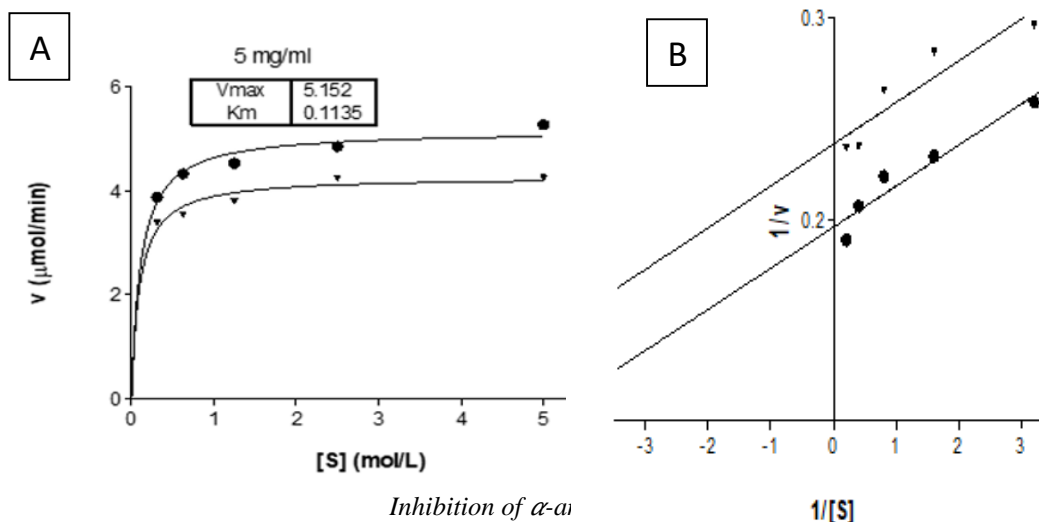 A
5 mg/ml
Vmax 5.152
Km 0.1135
6
4
2
0
v (μmol/min)
0 1 2 3 4 5
[S] (mol/L)
B
0.3
0.2
1/v
-3 -2 -1 0 1 2 3
1/[S]
Inhibition of α-